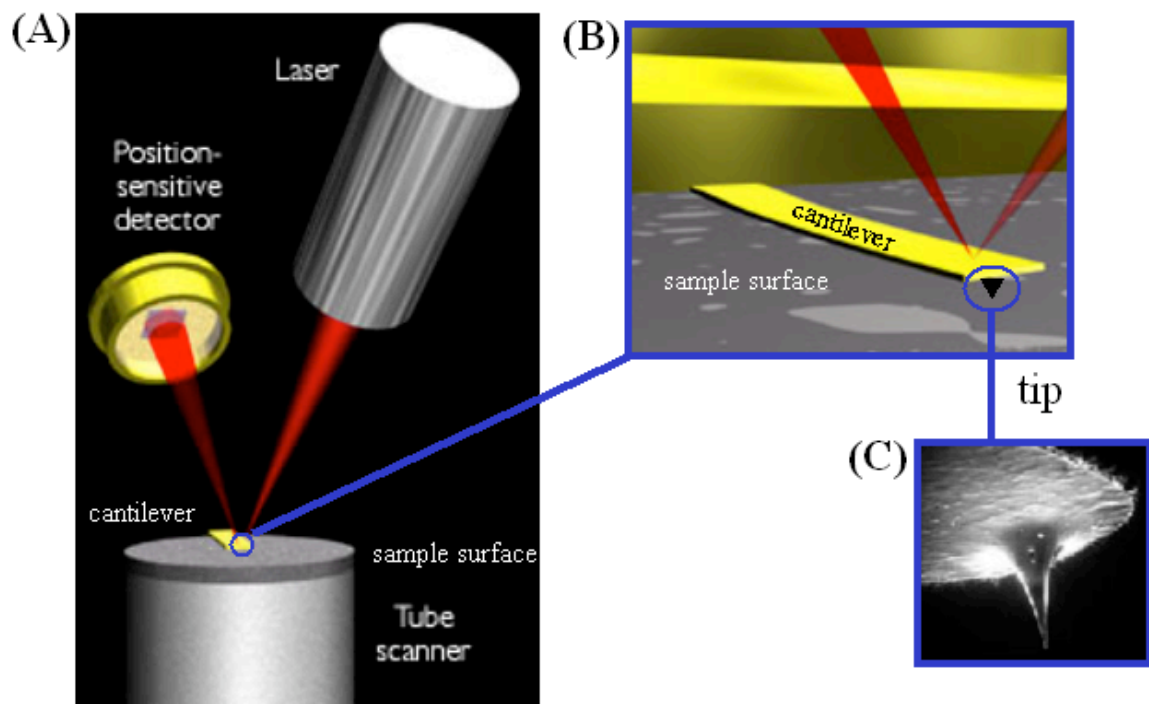 (A)
Laser
Position-
sensitive
detector
cantilever
sample surface
Tube
scanner
(B)
cantilever
sample surface
tip
(C)